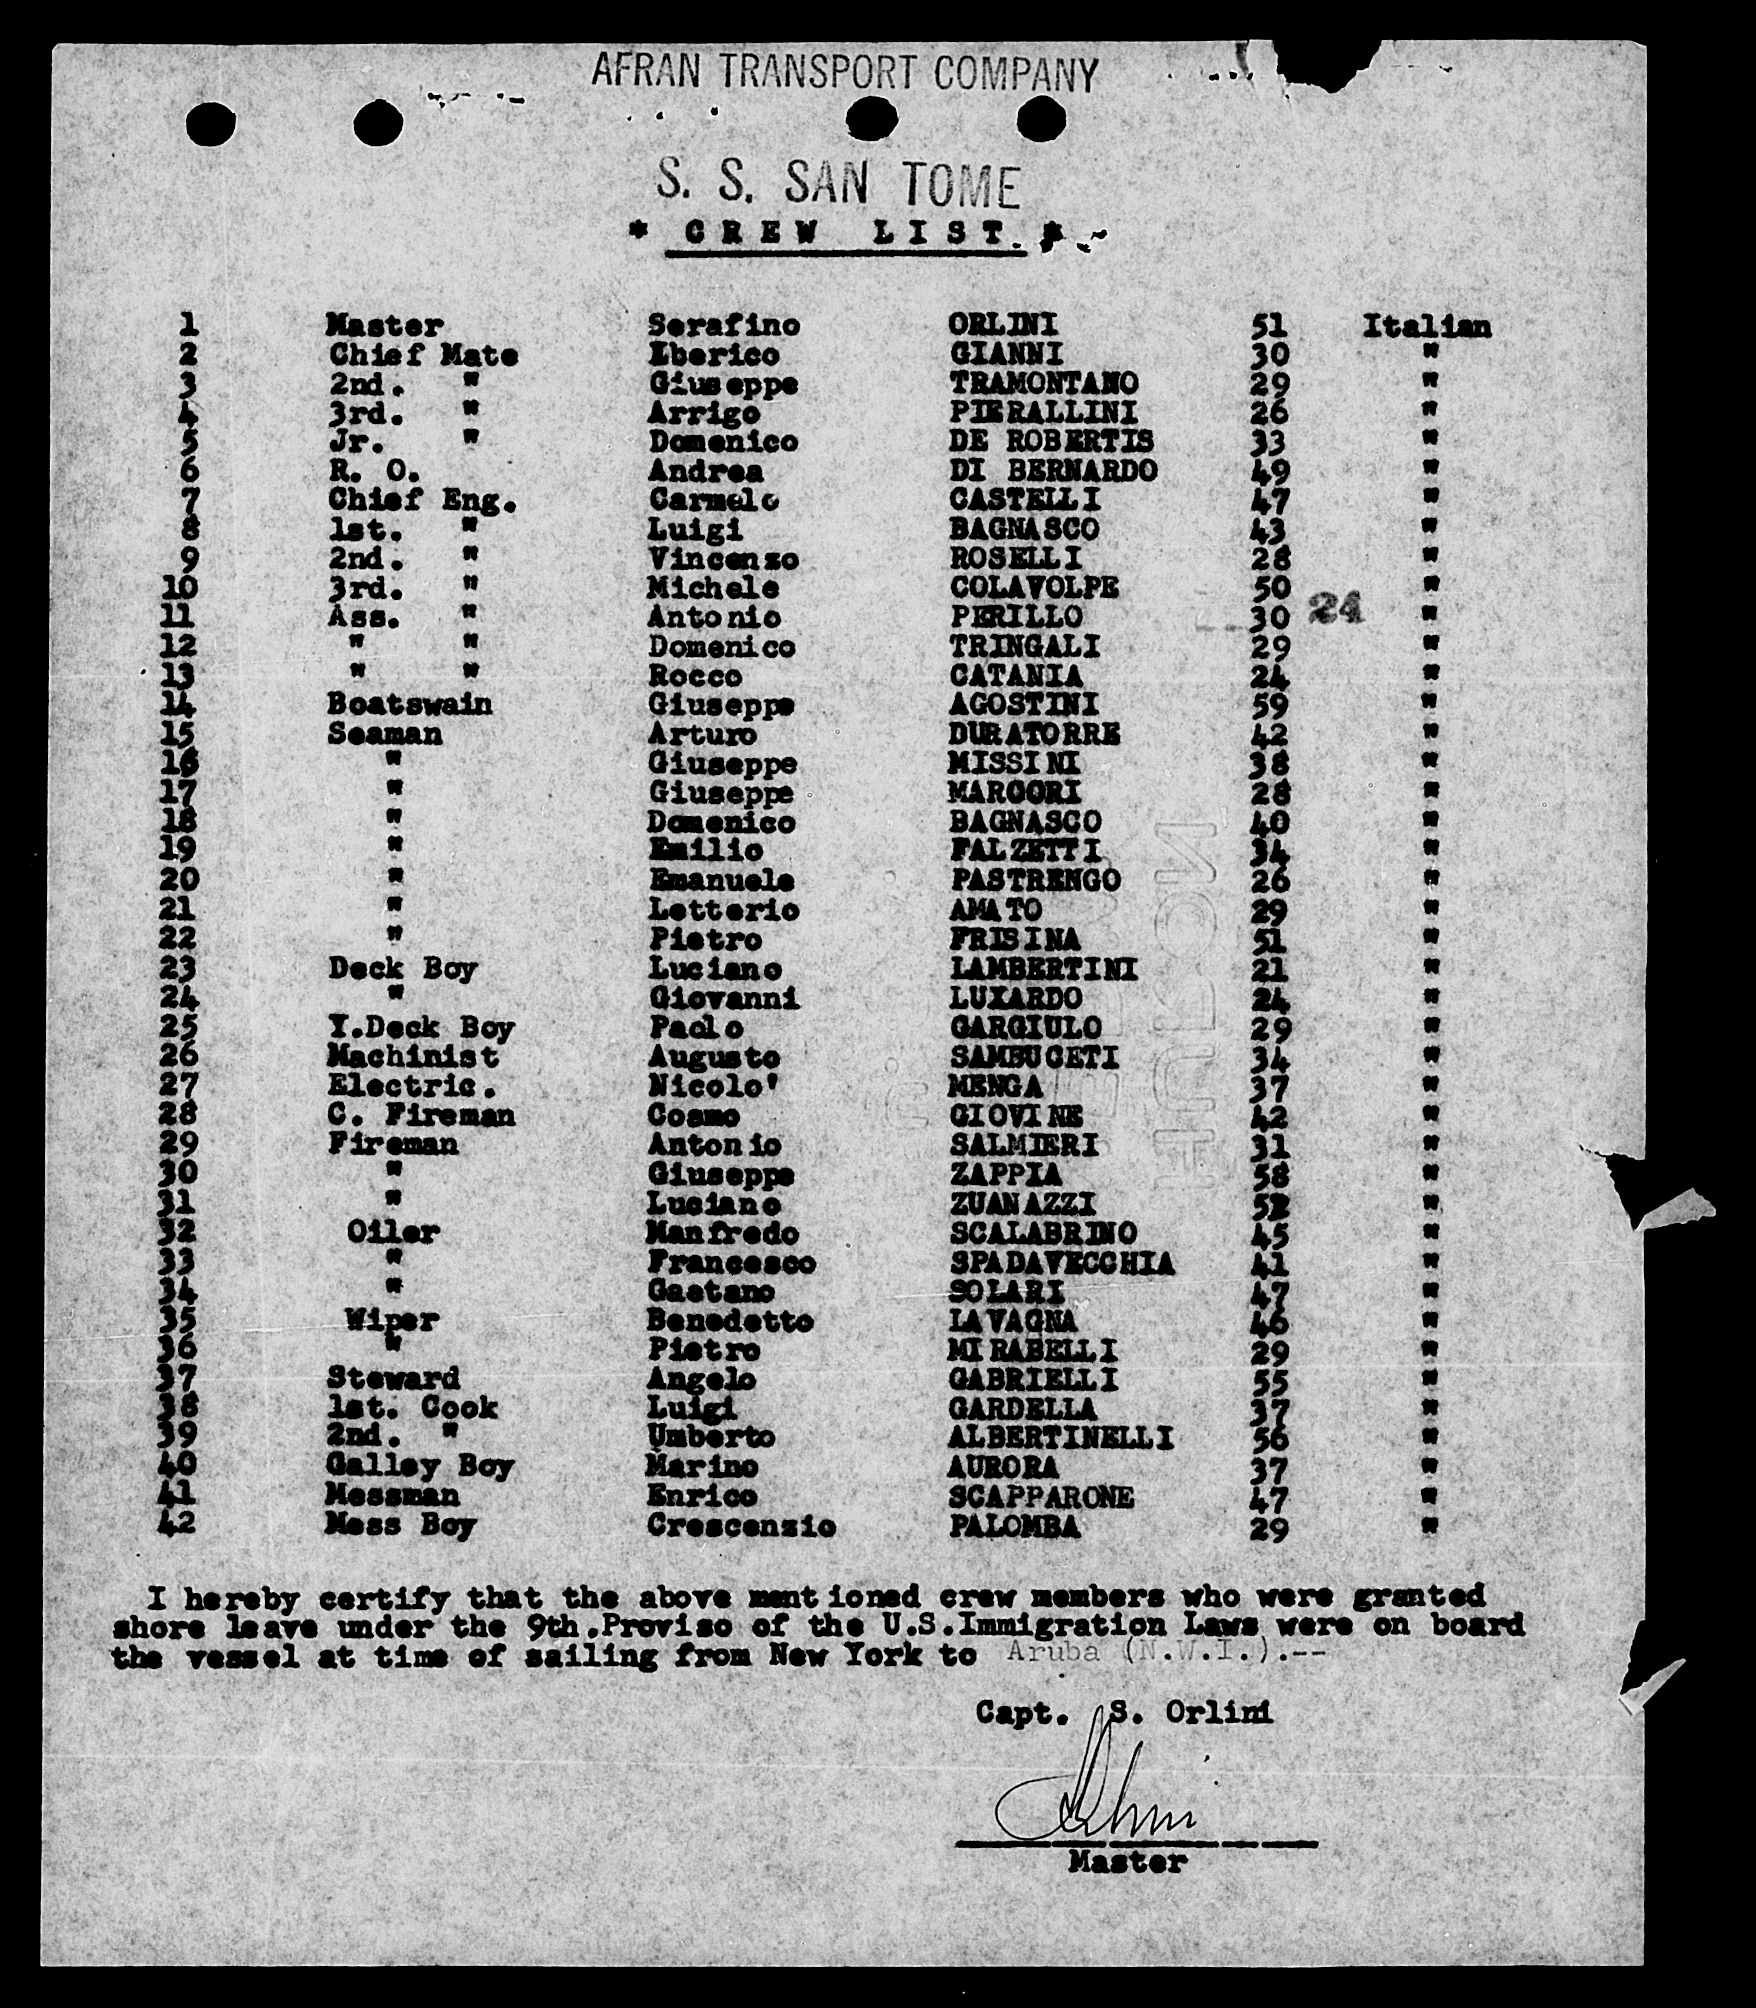 AFRAN TRANSPORT COMPANY
S. S. SAN TOME
* CREW LIST *
1 Master Serafino ORLINI 51 Italian
2 Chief Mate Iberico GIANNI 30 "
3 2nd. " Giuseppe TRAMONTANO 29 "
4 3rd. " Arrigo PIERALLINI 26 "
5 Jr. " Domenico DE ROBERTIS 33 "
6 R. O. Andrea DI BERNARDO 49 "
7 Chief Eng. Carmelo CASTELLI 47 "
8 1st. " Luigi BAGNASCO 43 "
9 2nd. " Vincenzo ROSELLI 28 "
10 3rd. " Michele COLAVOLPE 50 "
11 Ass. " Antonio PERILLO 30 24 "
12 " " Domenico TRINGALI 29 "
13 " " Rocco CATANIA 24 "
14 Boatswain Giuseppe AGOSTINI 59 "
15 Seaman Arturo DURATORRE 42 "
16 " Giuseppe MISSINI 38 "
17 " Giuseppe MARGORI 28 "
18 " Domenico BAGNASCO 40 "
19 " Emilio FALZETTI 34 "
20 " Emanuele PASTRENGO 26 "
21 " Letterio AMATO 29 "
22 " Pietro FRISINA 51 "
23 Deck Boy Luciano LAMBERTINI 21 "
24 " Giovanni LUXARDO 24 "
25 Y.Deck Boy Paolo GARGIULO 29 "
26 Machinist Augusto SAMBUCETI 34 "
27 Electric. Nicolo' MENGA 37 "
28 C. Fireman Cosmo GIOVINE 42 "
29 Fireman Antonio SALMIERI 31 "
30 " Giuseppe ZAPPIA 58 "
31 " Luciano ZUANAZZI 52 "
32 Oiler Manfredo SCALABRINO 45 "
33 " Francesco SPADAVECCHIA 41 "
34 " Gaetano SOLARI 47 "
35 Wiper Benedetto LAVAGNA 46 "
36 " Pietro MIRABELLI 29 "
37 Steward Angelo GABRIELLI 55 "
38 1st. Cook Luigi GARDELLA 37 "
39 2nd. " Umberto ALBERTINELLI 56 "
40 Galley Boy Marino AURORA 37 "
41 Messman Enrico SCAPPARONE 47 "
42 Mess Boy Crescenzio PALOMBA 29 "
I hereby certify that the above mentioned crew members who were granted
shore leave under the 9th.Proviso of the U.S.Immigration Laws were on board
the vessel at time of sailing from New York to Aruba (N.W.I.).--
Capt. S. Orlini
Master